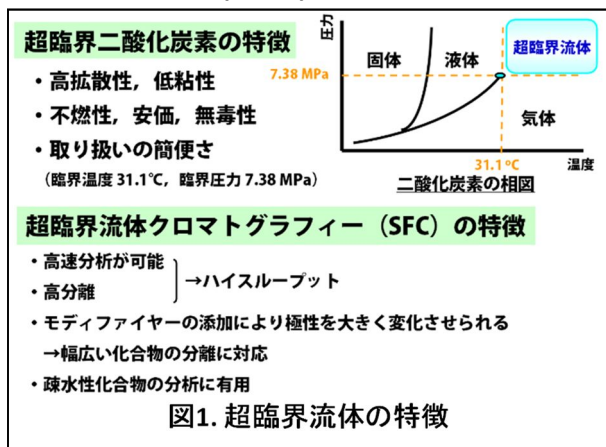 超臨界二酸化炭素の特徴
・高拡散性，低粘性
・不燃性，安価，無毒性
・取り扱いの簡便さ
（臨界温度 31.1℃，臨界圧力 7.38 MPa）
圧力
固体
液体
超臨界流体
7.38 MPa
気体
31.1 ºC
温度
二酸化炭素の相図
超臨界流体クロマトグラフィー（SFC）の特徴
・高速分析が可能
・高分離
→ハイスループット
・モディファイヤーの添加により極性を大きく変化させられる
→幅広い化合物の分離に対応
・疎水性化合物の分析に有用
図1. 超臨界流体の特徴